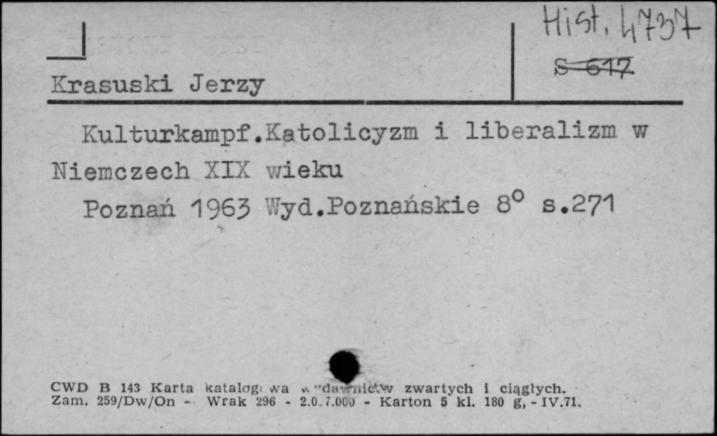 Hist. 4737
S-617
Krasuski Jerzy
Kulturkampf.Katolicyzm i liberalizm w
Niemczech XIX wieku
Poznań 1963 Wyd.Poznańskie 8° s.271
CWD B 143 Karta katalog wa wydawnictw zwartych i ciągłych.
Zam. 259/Dw/On - Wrak 296 - 2.0.7.000 - Karton 5 kl. 180 g, - IV.71.